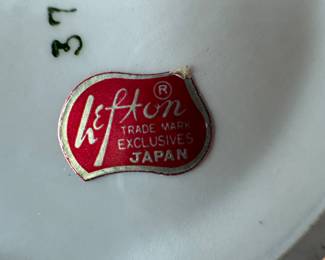 37
Lefton ®
TRADE MARK
EXCLUSIVES
JAPAN